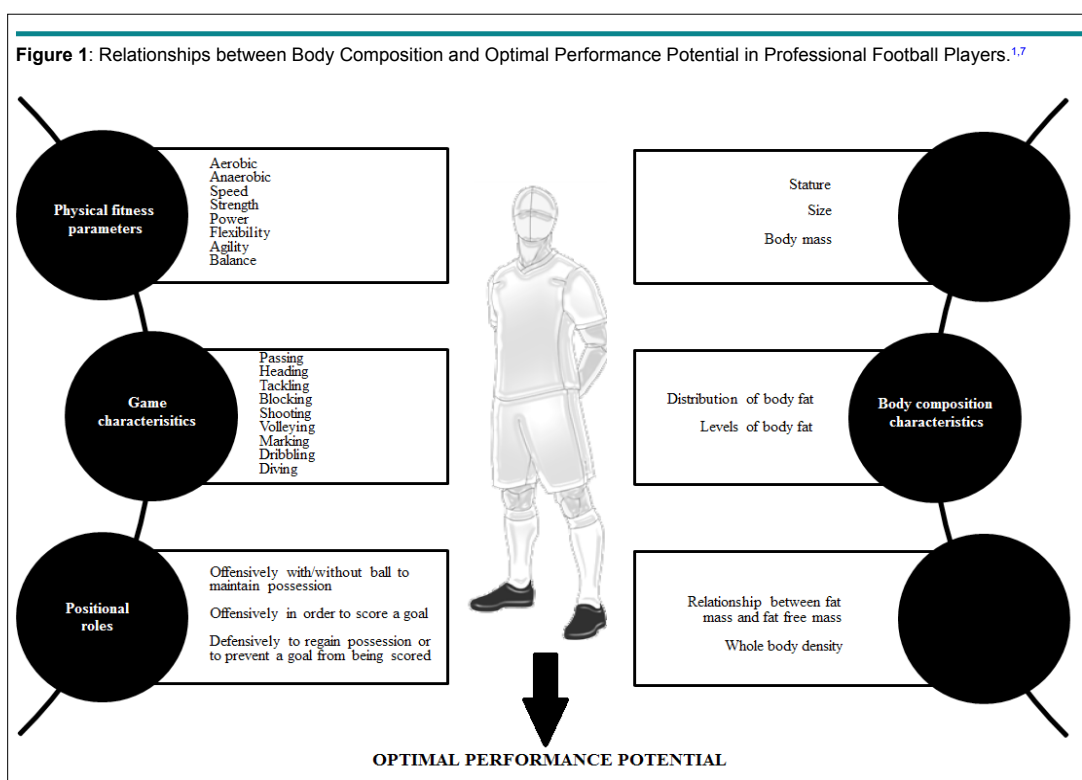 Figure 1: Relationships between Body Composition and Optimal Performance Potential in Professional Football Players.1,7
Physical fitness
parameters
Aerobic
Anaerobic
Speed
Strength
Power
Flexibility
Agility
Balance
Stature
Size
Body mass
Game
characterisitics
Passing
Heading
Tackling
Blocking
Shooting
Volleying
Marking
Dribbling
Diving
Distribution of body fat
Levels of body fat
Body composition
characteristics
Positional
roles
Offensively with/without ball to
maintain possession
Offensively in order to score a goal
Defensively to regain possession or
to prevent a goal from being scored
Relationship between fat
mass and fat free mass
Whole body density
OPTIMAL PERFORMANCE POTENTIAL